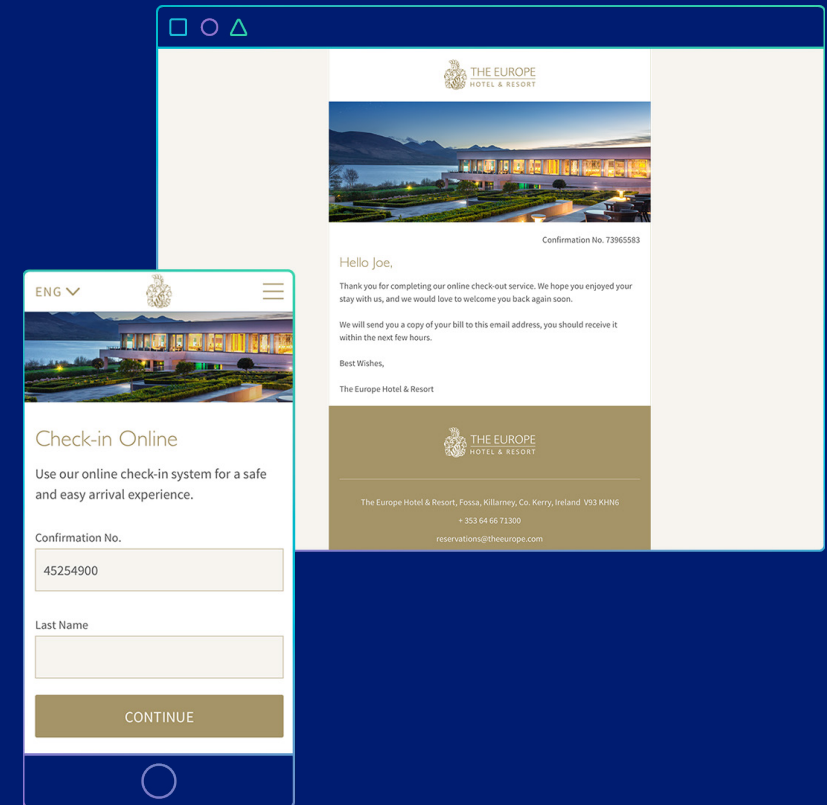 THE EUROPE
HOTEL & RESORT
Confirmation No. 73965583
Hello Joe,
Thank you for completing our online check-out service. We hope you enjoyed your
stay with us, and we would love to welcome you back again soon.
We will send you a copy of your bill to this email address, you should receive it
within the next few hours.
Best Wishes,
The Europe Hotel & Resort
THE EUROPE
HOTEL & RESORT
The Europe Hotel & Resort, Fossa, Killarney, Co. Kerry, Ireland V93 KHN6
+ 353 64 66 71300
reservations@theeurope.com
ENG
Check-in Online
Use our online check-in system for a safe
and easy arrival experience.
Confirmation No.
45254900
Last Name
CONTINUE